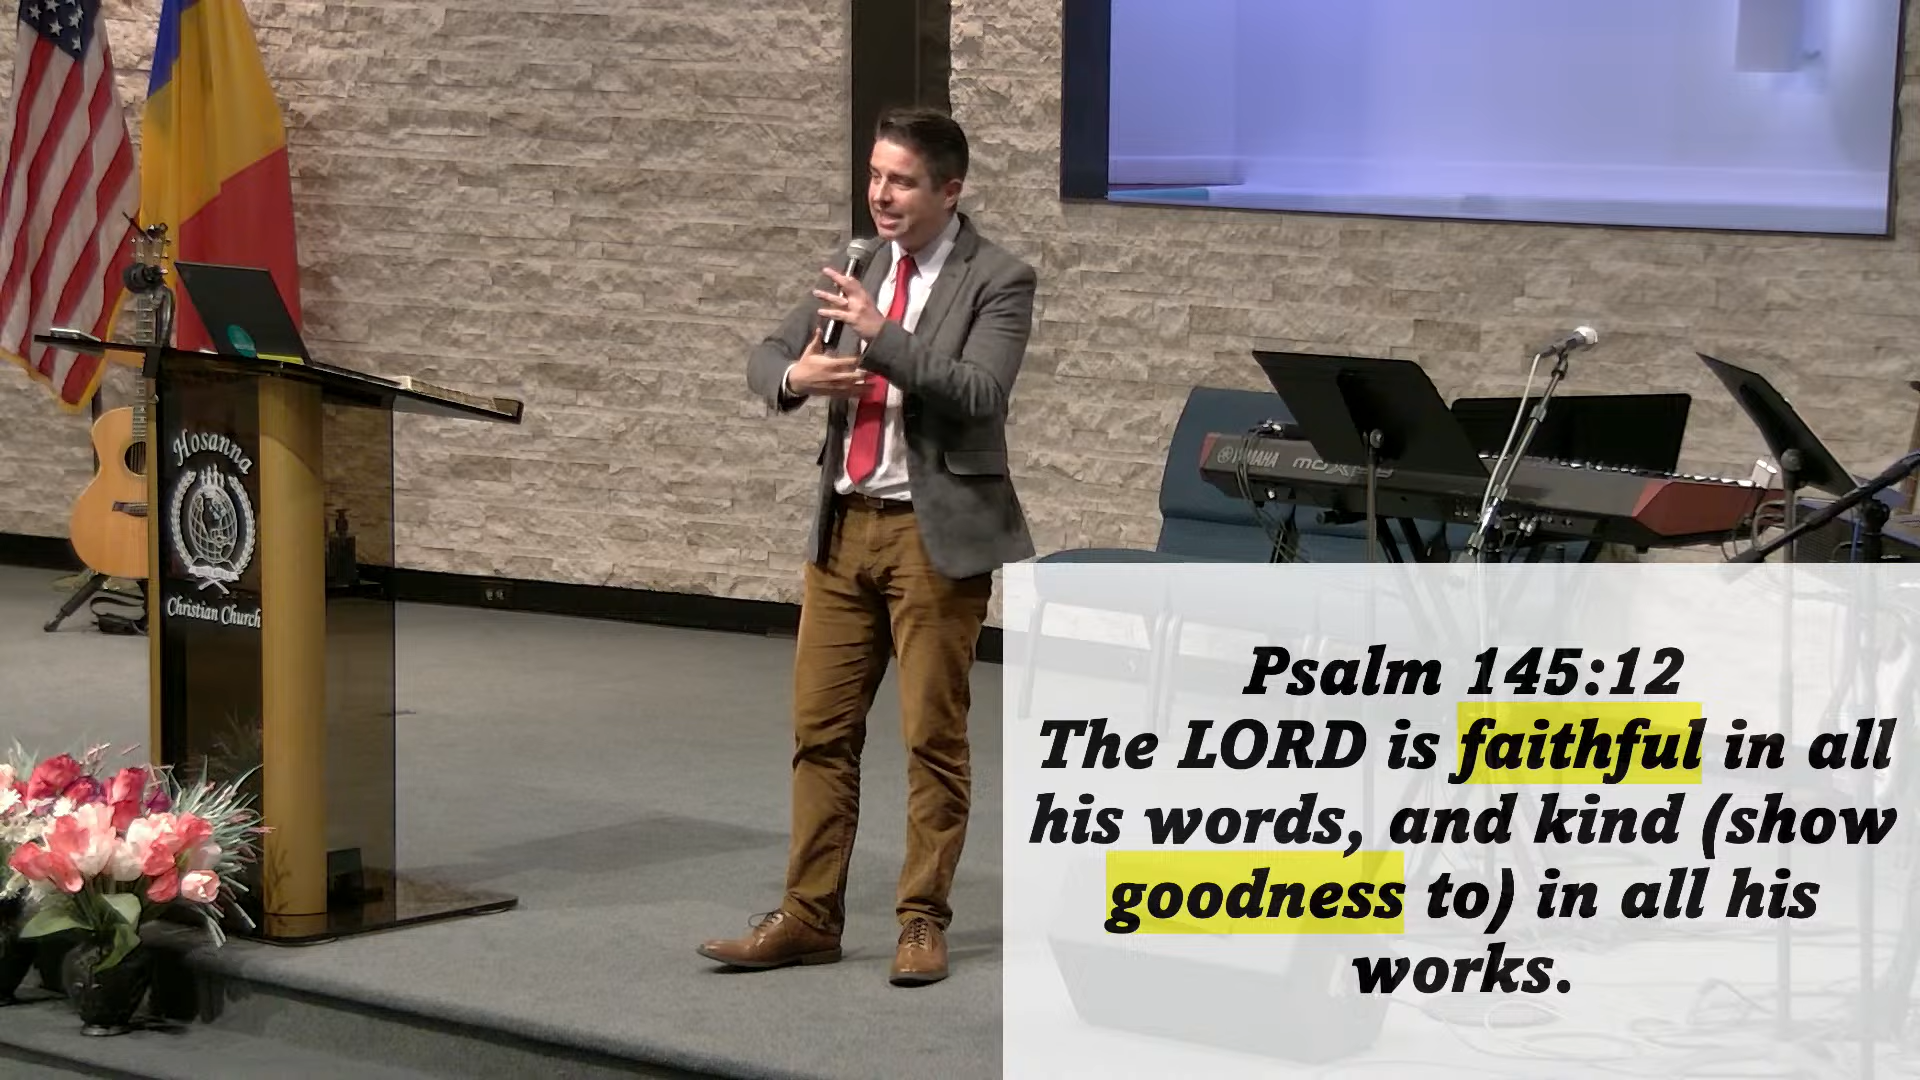 Hosanna
Christian Church
YAMAHA
Psalm 145:12
The LORD is faithful in all
his words, and kind (show
goodness to) in all his
works.